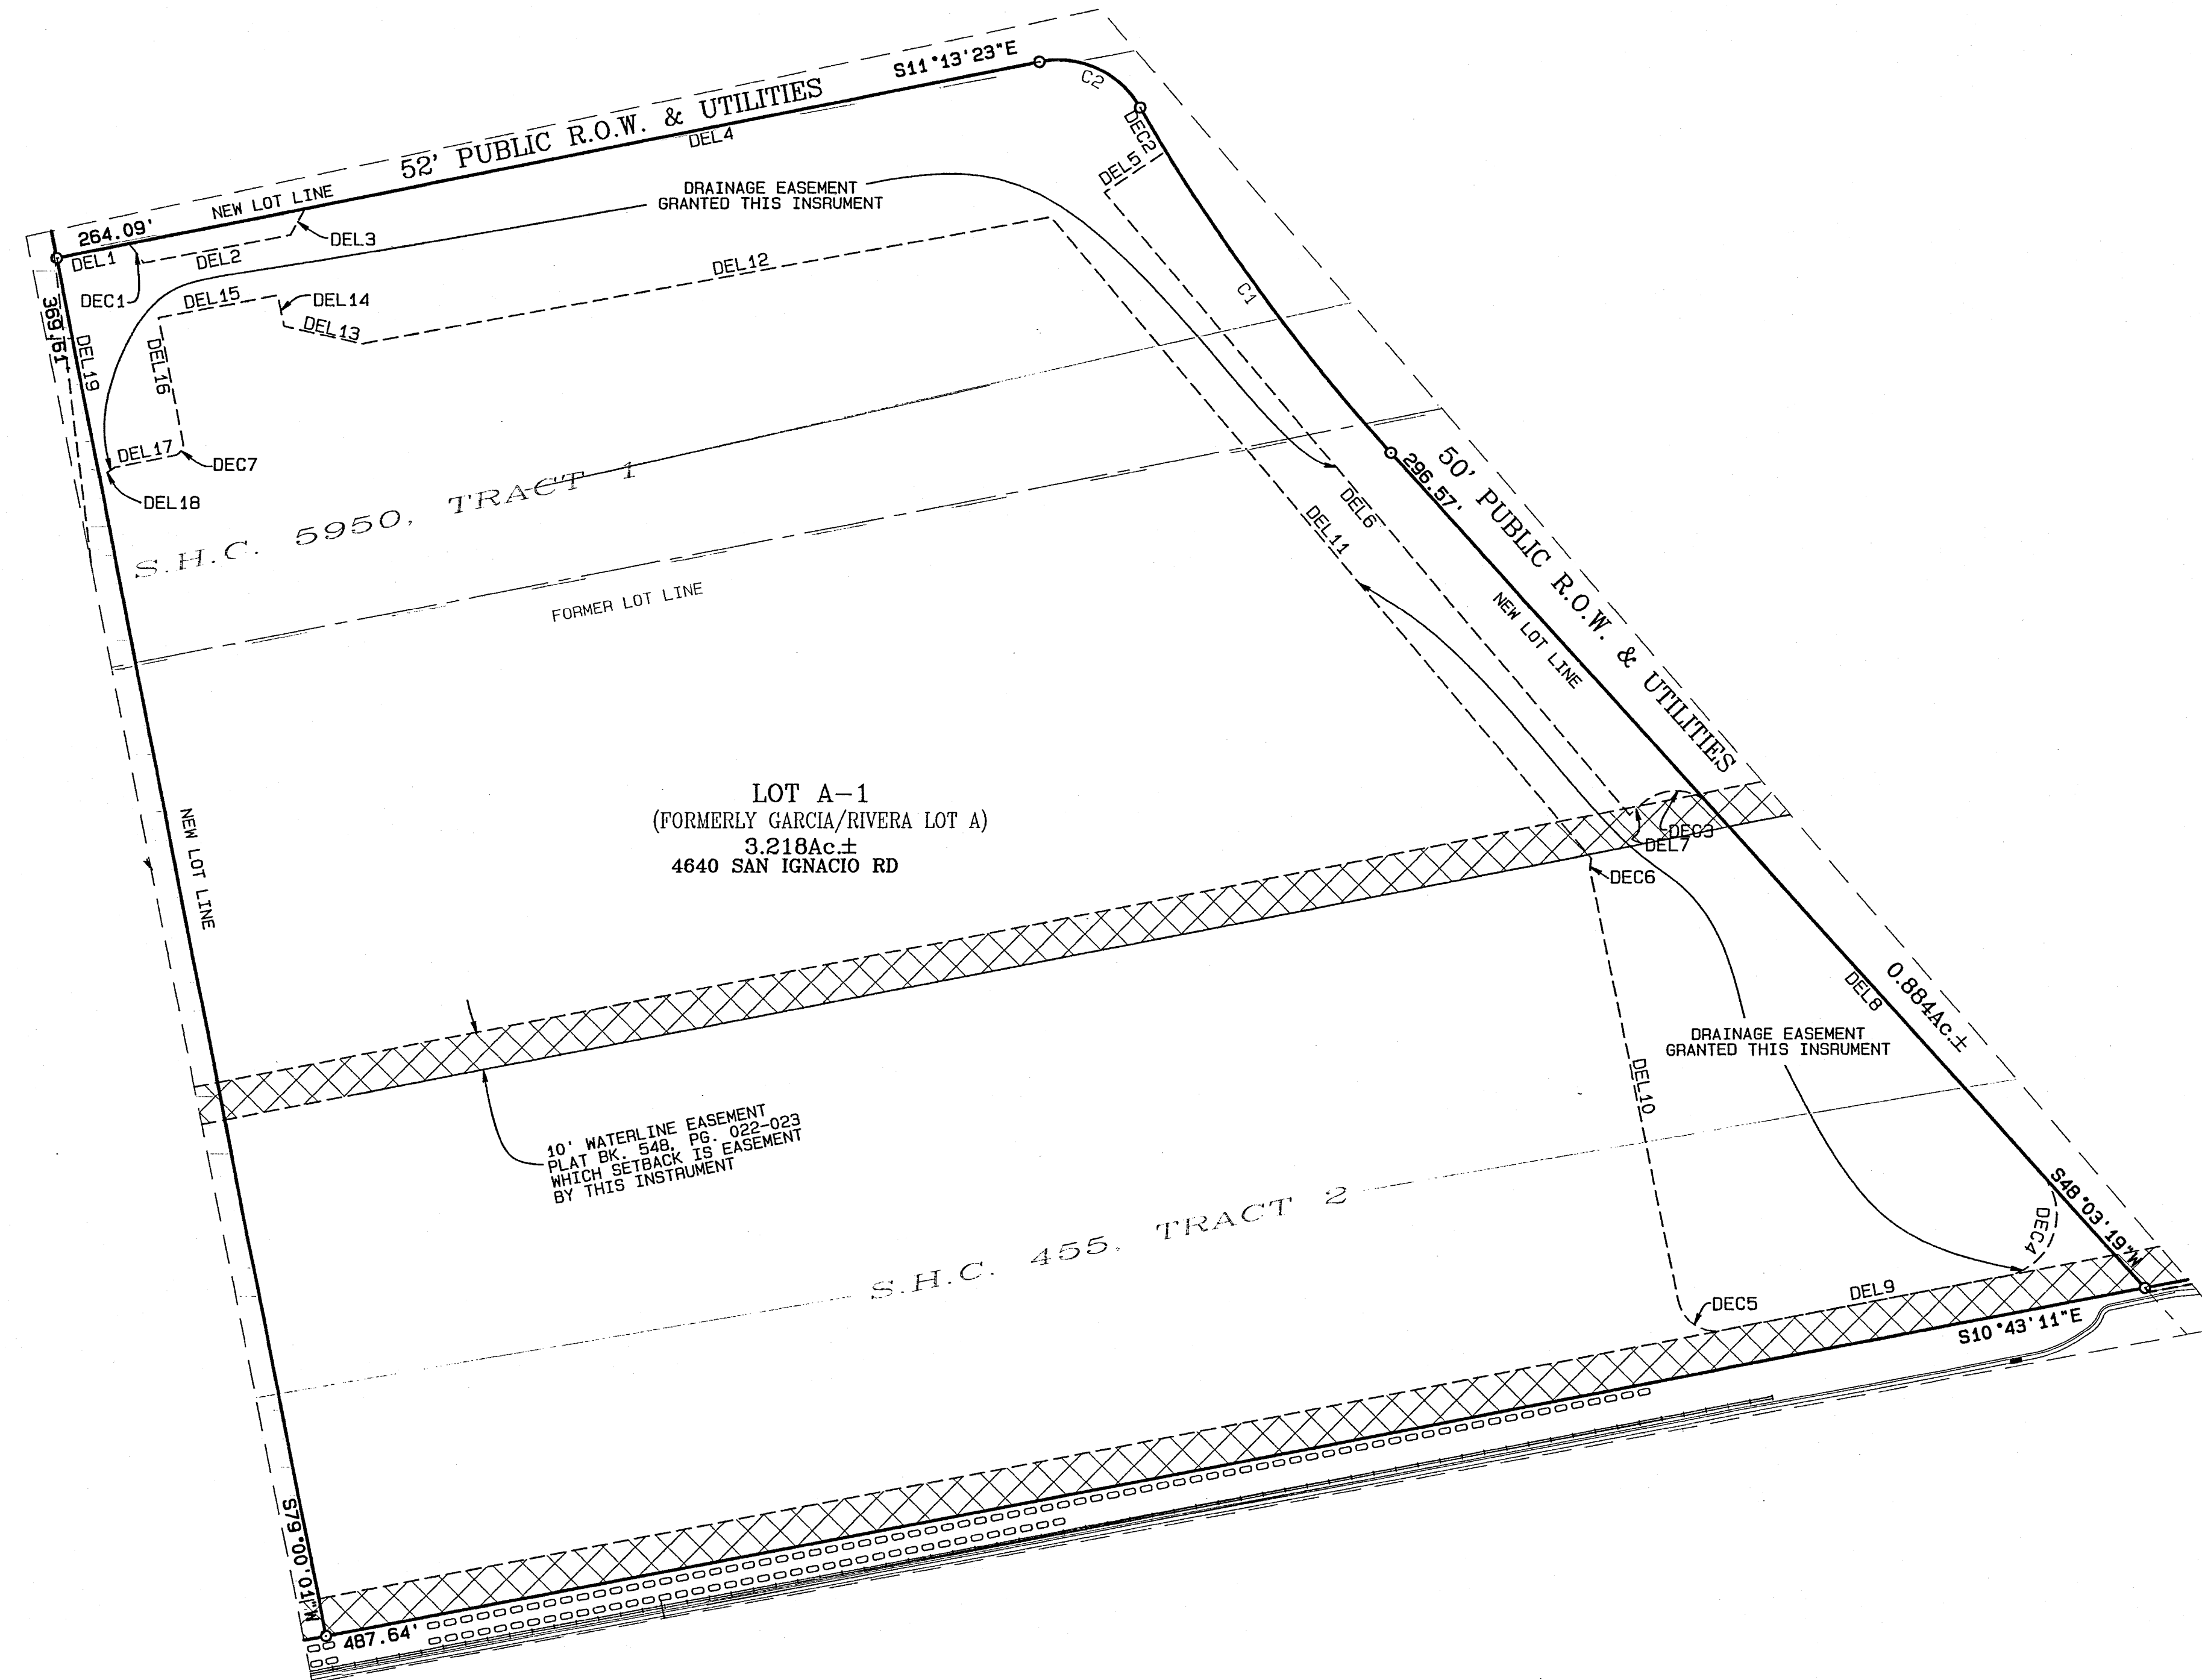 S11°13'23"E
C2
52' PUBLIC R.O.W. & UTILITIES
DEL4
DEC2
DEL5
NEW LOT LINE
DRAINAGE EASEMENT
GRANTED THIS INSRUMENT
264.09'
DEL1
DEL2
DEL3
DEC1
DEL12
DEL15
DEL14
DEL13
C1
369.61'
DEL19
DEL16
DEL17
DEC7
DEL18
S.H.C. 5950, TRACT 1
FORMER LOT LINE
296.57'
50' PUBLIC R.O.W. & UTILITIES
DEL6
DEL11
NEW LOT LINE
LOT A-1
(FORMERLY GARCIA/RIVERA LOT A)
3.218Ac.±
4640 SAN IGNACIO RD
NEW LOT LINE
DEC3
DEL7
DEC6
DEL8
0.884Ac.±
DRAINAGE EASEMENT
GRANTED THIS INSRUMENT
DEL10
10' WATERLINE EASEMENT
PLAT BK. 548, PG. 022-023
WHICH SETBACK IS EASEMENT
BY THIS INSTRUMENT
S.H.C. 455, TRACT 2
S48°03'19"W
DEC4
DEL9
DEC5
S10°43'11"E
S79°00'01"W
487.64'